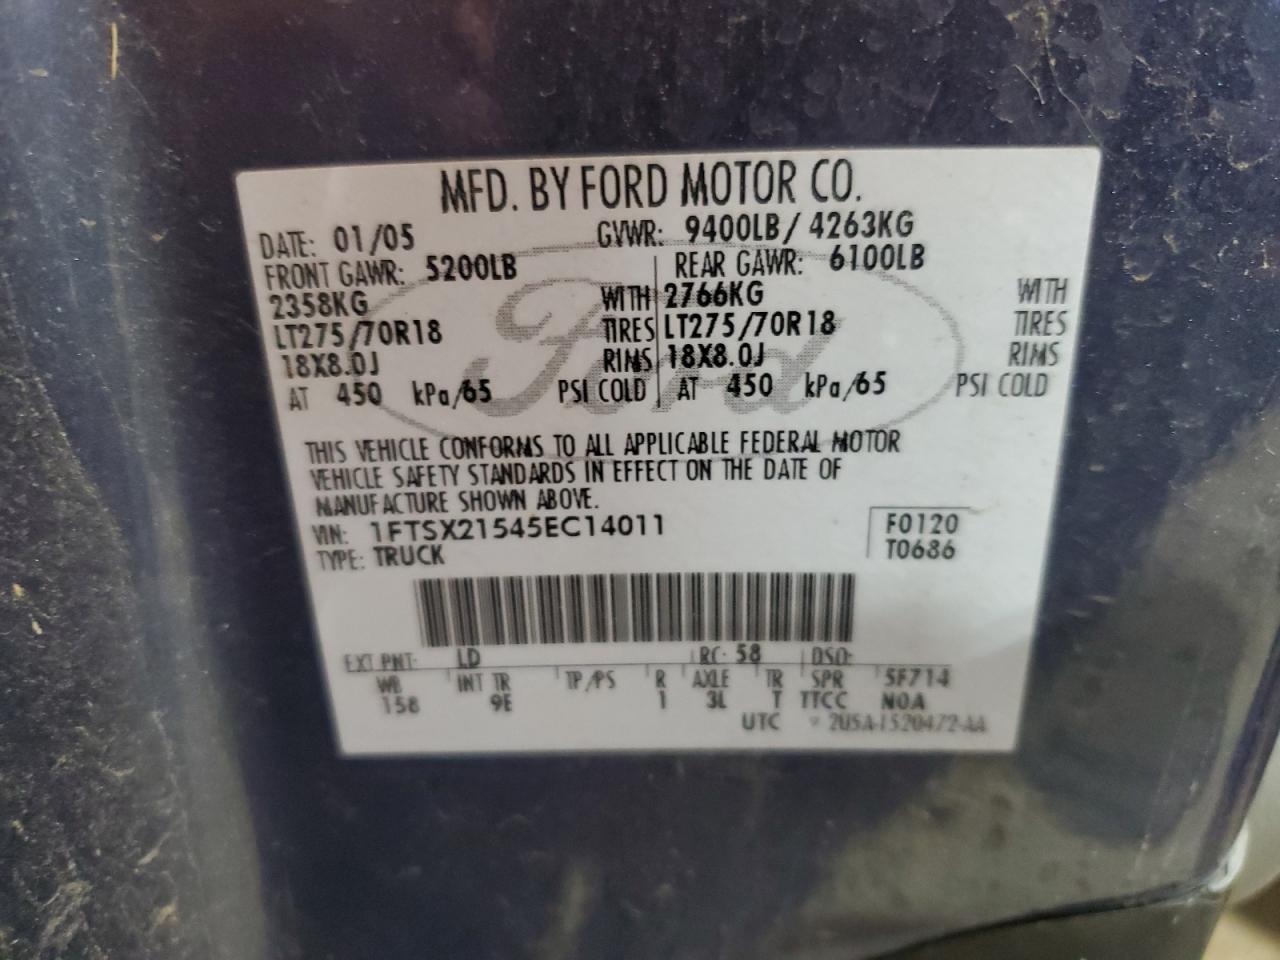 MFD. BY FORD MOTOR CO.
DATE: 01/05 GVWR: 9400LB/ 4263KG
FRONT GAWR: 5200LB REAR GAWR: 6100LB
2358KG WITH 2766KG WITH
LT275/70R18 TIRES LT275/70R18 TIRES
18X8.0J RIMS 18X8.0J RIMS
AT 450 kPa/65 PSI COLD AT 450 kPa/65 PSI COLD
Ford
THIS VEHICLE CONFORMS TO ALL APPLICABLE FEDERAL MOTOR
VEHICLE SAFETY STANDARDS IN EFFECT ON THE DATE OF
MANUFACTURE SHOWN ABOVE.
VIN: 1FTSX21545EC14011 F0120
TYPE: TRUCK T0686
EXT PNT: LD RC: 58 DSO:
WB INT TR TP/PS R AXLE TR SPR 5F714
158 9E 1 3L T TTCC NOA
UTC